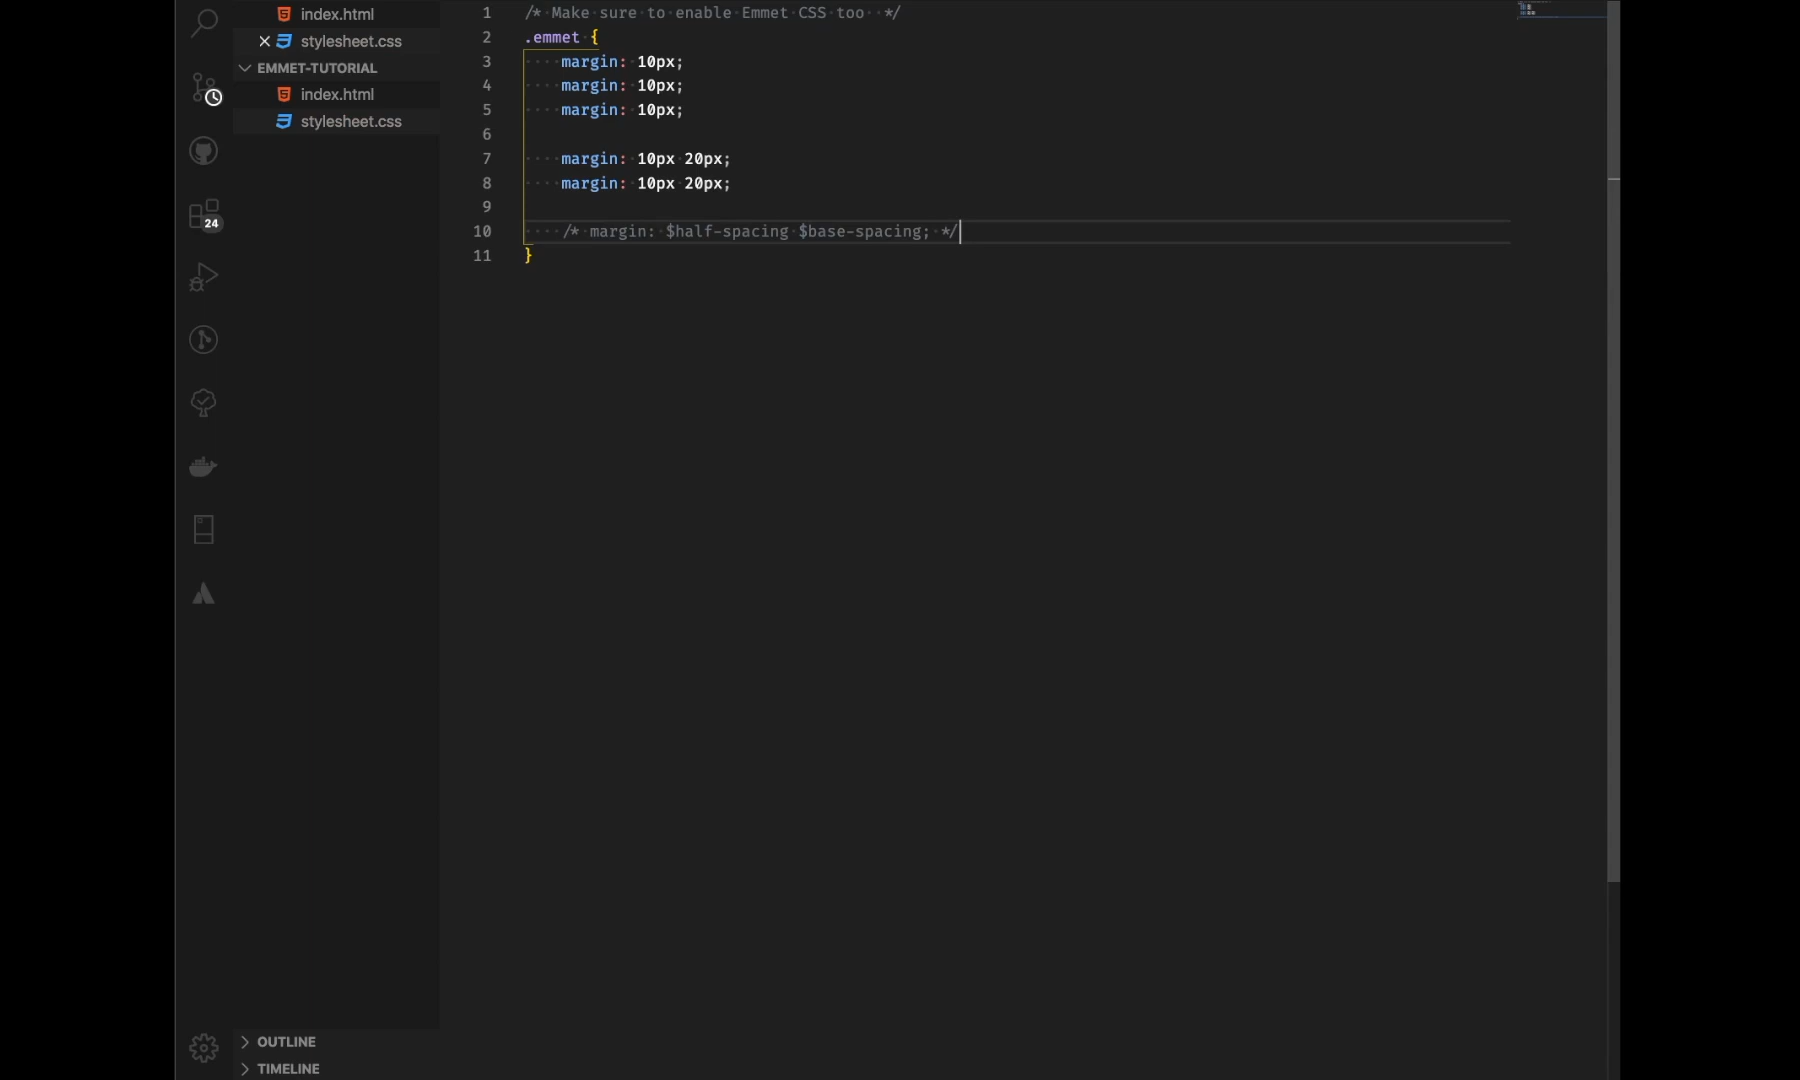 index.html
stylesheet.css
EMMET-TUTORIAL
index.html
stylesheet.css
24
OUTLINE
TIMELINE
1 /* Make sure to enable Emmet CSS too  */
2 .emmet {
3     margin: 10px;
4     margin: 10px;
5     margin: 10px;
6
7     margin: 10px 20px;
8     margin: 10px 20px;
9
10     /* margin: $half-spacing $base-spacing; */
11 }